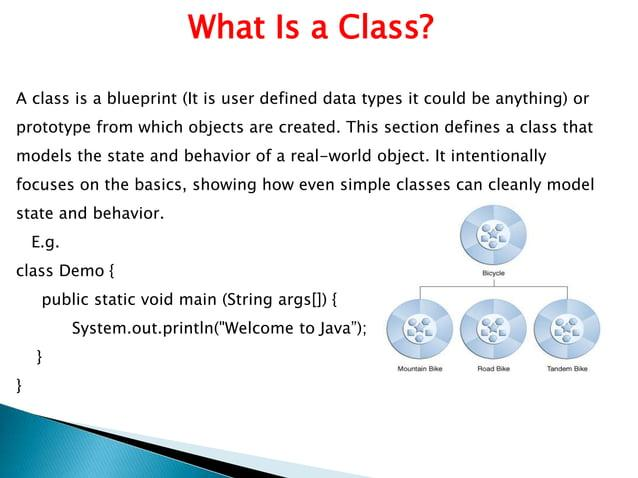 What Is a Class?
A class is a blueprint (It is user defined data types it could be anything) or
prototype from which objects are created. This section defines a class that
models the state and behavior of a real-world object. It intentionally
focuses on the basics, showing how even simple classes can cleanly model
state and behavior.
E.g.
class Demo {
public static void main (String args[]) {
System.out.println("Welcome to Java”);
}
}
Bicycle
Mountain Bike
Road Bike
Tandem Bike